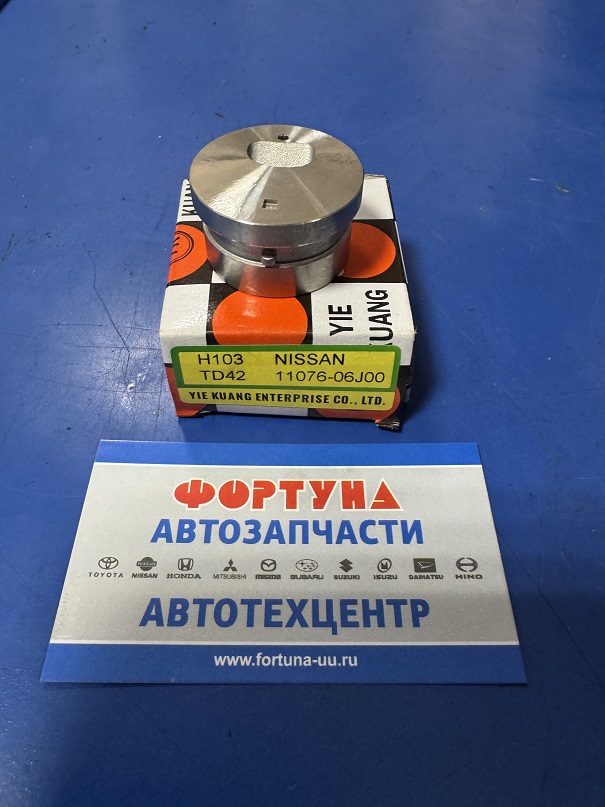 KUANG
YIE
KUANG
H103 NISSAN
TD42 11076-06J00
YIE KUANG ENTERPRISE CO., LTD.
ФОРТУНА
АВТОЗАПЧАСТИ
TOYOTA NISSAN HONDA MITSUBISHI mazda SUBARU SUZUKI ISUZU DAIHATSU HINO
АВТОТЕХЦЕНТР
www.fortuna-uu.ru